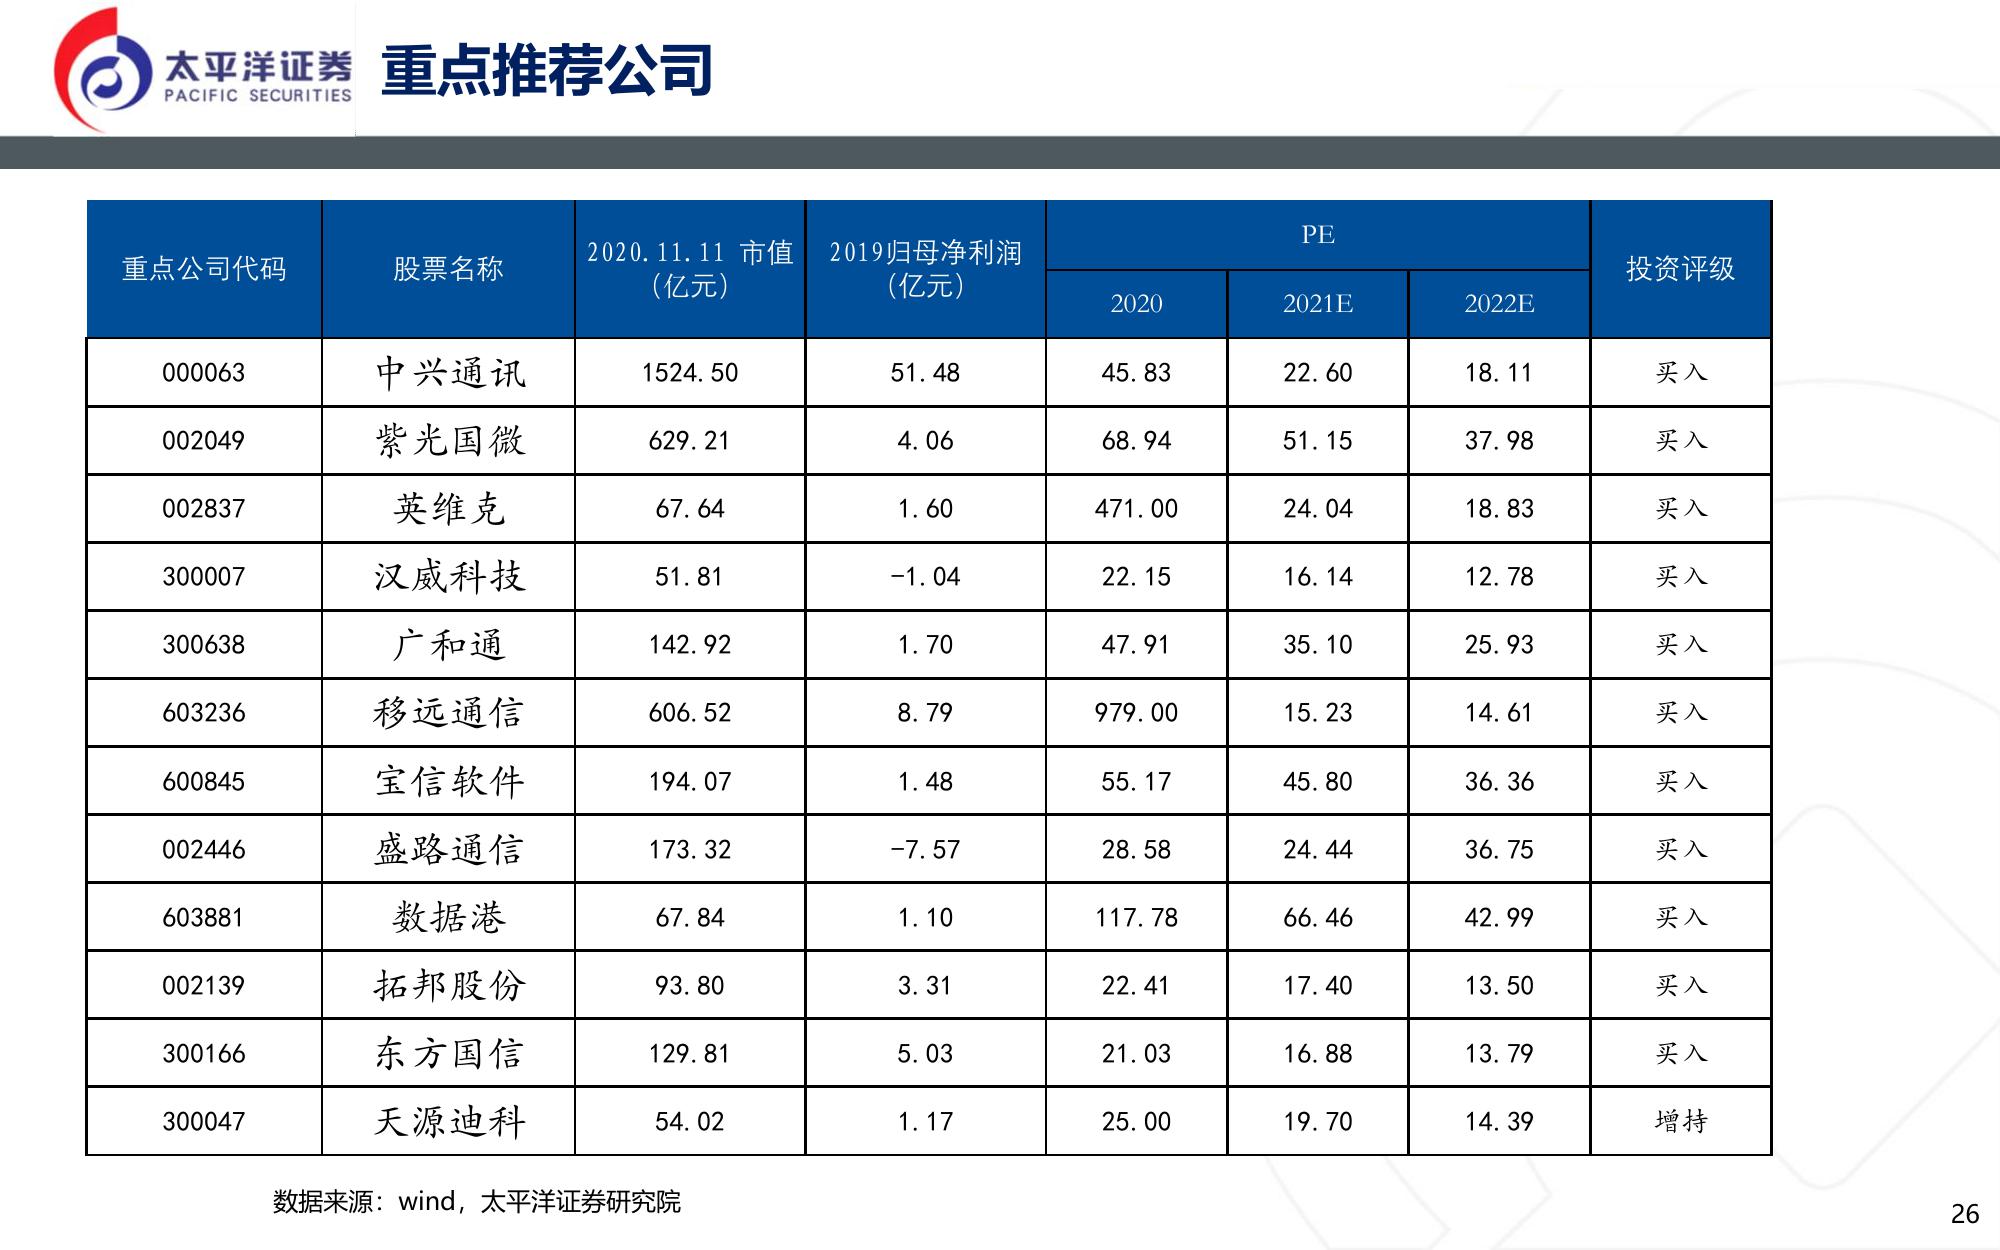 太平洋证券
PACIFIC SECURITIES
重点推荐公司
重点公司代码 股票名称 2020.11.11 市值（亿元） 2019归母净利润（亿元） PE 投资评级
2020 2021E 2022E
000063 中兴通讯 1524.50 51.48 45.83 22.60 18.11 买入
002049 紫光国微 629.21 4.06 68.94 51.15 37.98 买入
002837 英维克 67.64 1.60 471.00 24.04 18.83 买入
300007 汉威科技 51.81 -1.04 22.15 16.14 12.78 买入
300638 广和通 142.92 1.70 47.91 35.10 25.93 买入
603236 移远通信 606.52 8.79 979.00 15.23 14.61 买入
600845 宝信软件 194.07 1.48 55.17 45.80 36.36 买入
002446 盛路通信 173.32 -7.57 28.58 24.44 36.75 买入
603881 数据港 67.84 1.10 117.78 66.46 42.99 买入
002139 拓邦股份 93.80 3.31 22.41 17.40 13.50 买入
300166 东方国信 129.81 5.03 21.03 16.88 13.79 买入
300047 天源迪科 54.02 1.17 25.00 19.70 14.39 增持
数据来源：wind，太平洋证券研究院
26